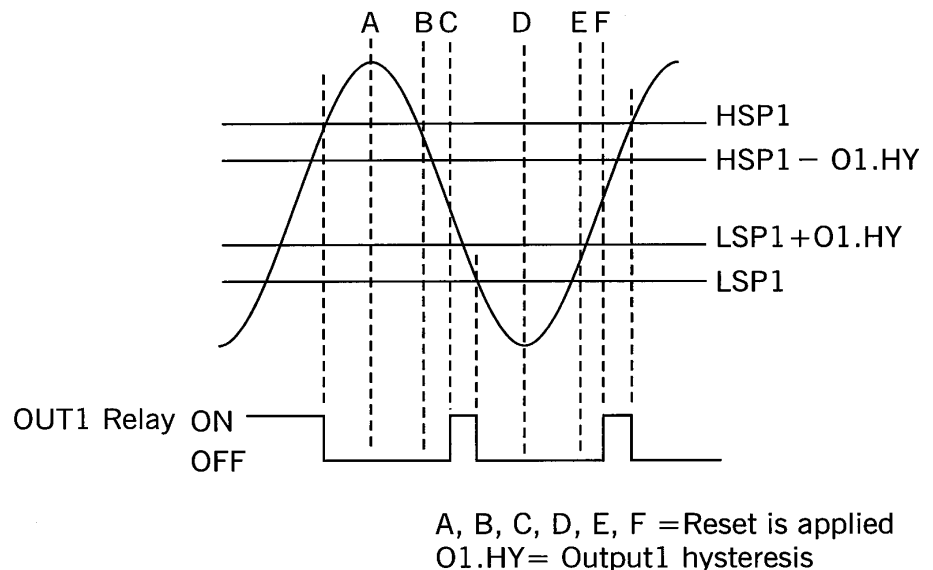 A B C D E F
HSP1
HSP1 − O1.HY
LSP1+O1.HY
LSP1
OUT1 Relay ON
OFF
A, B, C, D, E, F =Reset is applied
O1.HY= Output1 hysteresis